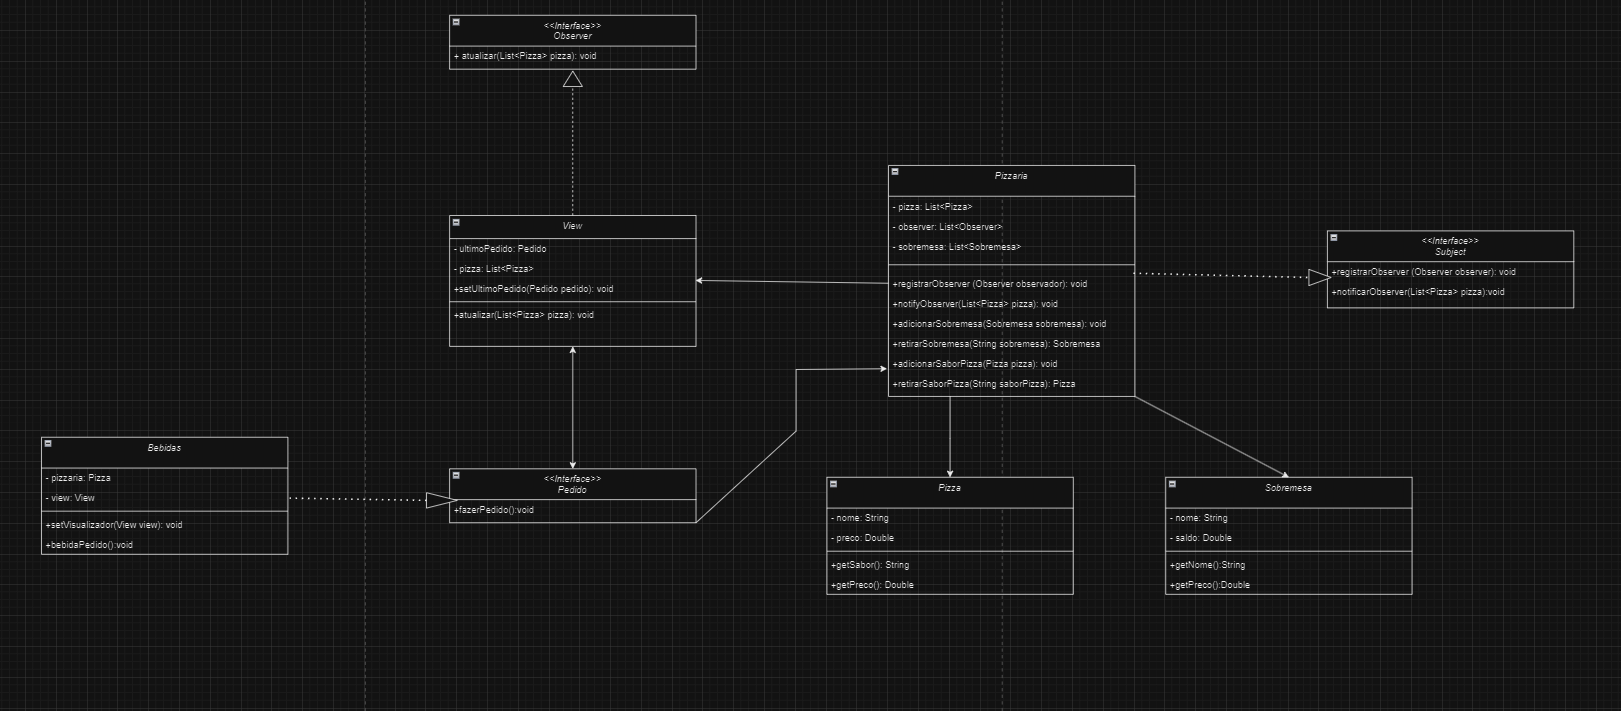 <<Interface>>
Observer
+ atualizar(List<Pizza> pizza): void
Pizzaria
- pizza: List<Pizza>
- observer: List<Observer>
- sobremesa: List<Sobremesa>
+registrarObserver (Observer observador): void
+notifyObserver(List<Pizza> pizza): void
+adicionarSobremesa(Sobremesa sobremesa): void
+retirarSobremesa(String sobremesa): Sobremesa
+adicionarSaborPizza(Pizza pizza): void
+retirarSaborPizza(String saborPizza): Pizza
View
- ultimoPedido: Pedido
- pizza: List<Pizza>
+setUltimoPedido(Pedido pedido): void
+atualizar(List<Pizza> pizza): void
<<Interface>>
Subject
+registrarObserver (Observer observer): void
+notificarObserver(List<Pizza> pizza):void
Bebidas
- pizzaria: Pizza
- view: View
+setVisualizador(View view): void
+bebidaPedido():void
<<Interface>>
Pedido
+fazerPedido():void
Pizza
- nome: String
- preco: Double
+getSabor(): String
+getPreco(): Double
Sobremesa
- nome: String
- saldo: Double
+getNome():String
+getPreco():Double